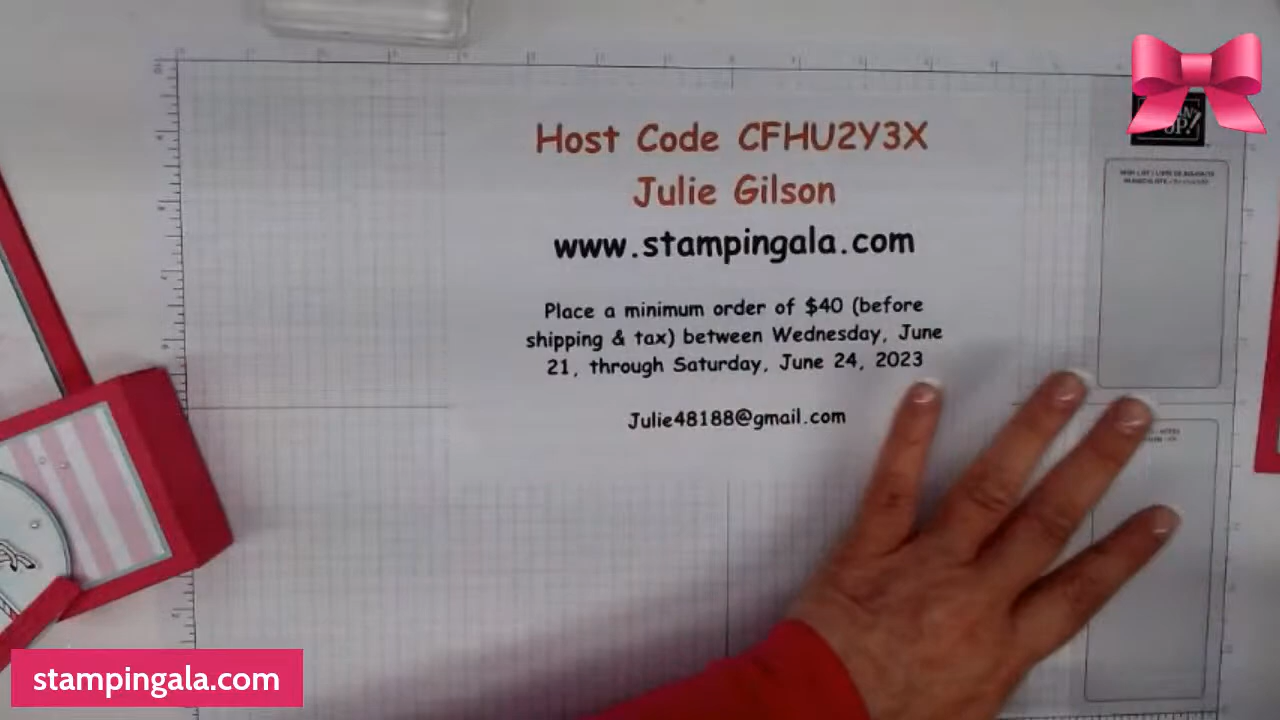 Host Code CFHU2Y3X
Julie Gilson
www.stampingala.com
Place a minimum order of $40 (before
shipping & tax) between Wednesday, June
21, through Saturday, June 24, 2023
Julie48188@gmail.com
UP!
stampingala.com